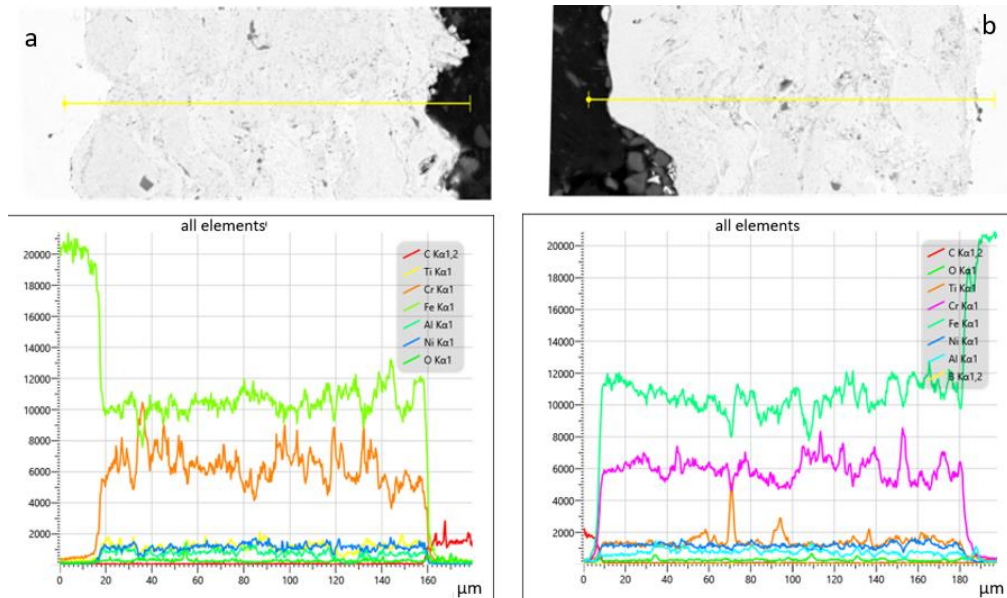 a
b
all elements
20000
18000
16000
14000
12000
10000
8000
6000
4000
2000
0 20 40 60 80 100 120 140 160
µm
C Kα1,2
Ti Kα1
Cr Kα1
Fe Kα1
Al Kα1
Ni Kα1
O Kα1
all elements
20000
18000
16000
14000
12000
10000
8000
6000
4000
2000
0 20 40 60 80 100 120 140 160 180
µm
C Kα1,2
O Kα1
Ti Kα1
Cr Kα1
Fe Kα1
Ni Kα1
Al Kα1
B Kα1,2